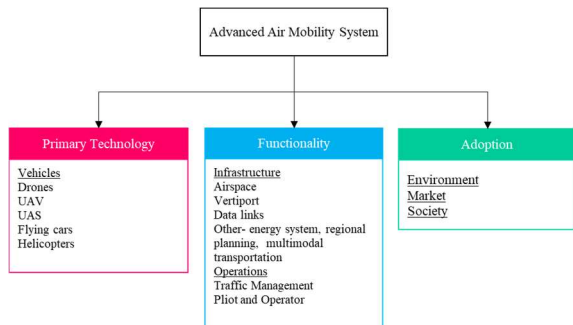 Advanced Air Mobility System
Primary Technology
Vehicles
Drones
UAV
UAS
Flying cars
Helicopters
Functionality
Infrastructure
Airspace
Vertiport
Data links
Other- energy system, regional
planning, multimodal
transportation
Operations
Traffic Management
Pliot and Operator
Adoption
Environment
Market
Society